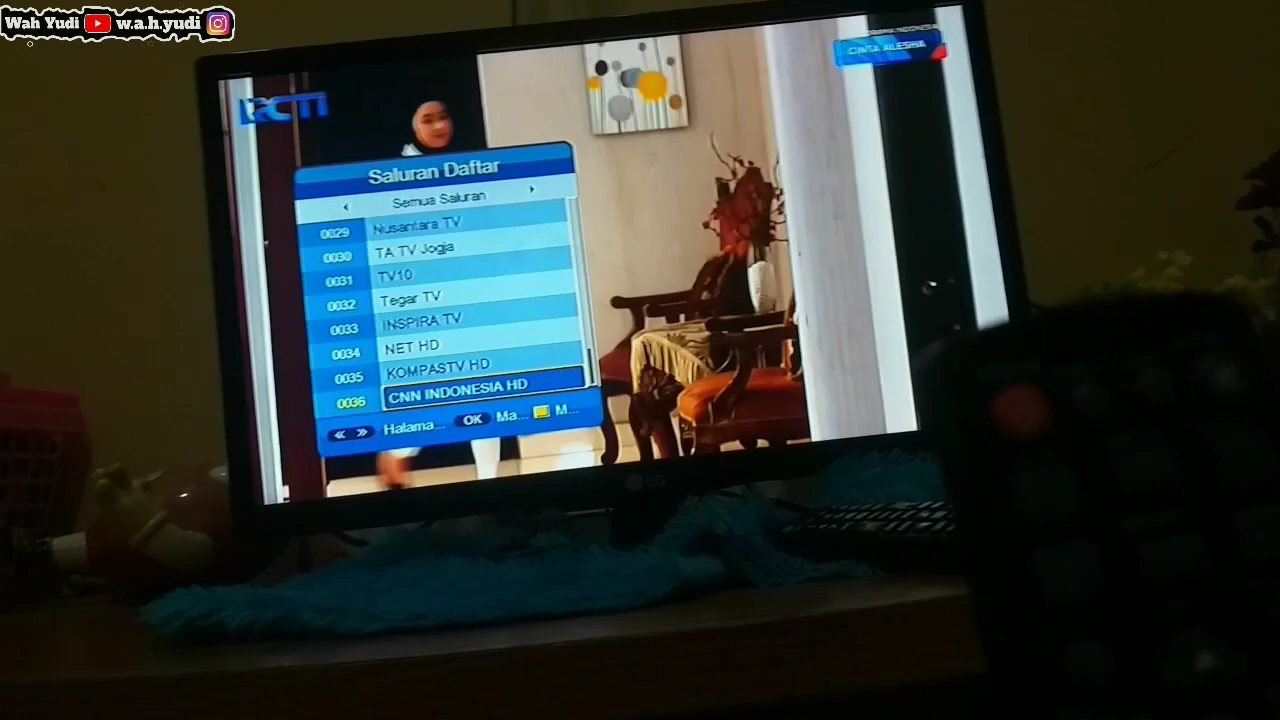 Wah Yudi w.a.h.yudi
RCTI
CINTA ALESHA
Saluran Daftar
Semua Saluran
0029 Nusantara TV
0030 TA TV Jogja
0031 TV10
0032 Tegar TV
0033 INSPIRA TV
0034 NET HD
0035 KOMPASTV HD
0036 CNN INDONESIA HD
Halama... OK Ma... M...
LG